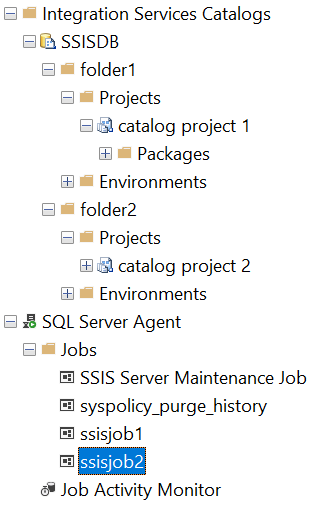 Integration Services Catalogs
SSISDB
folder1
Projects
catalog project 1
Packages
Environments
folder2
Projects
catalog project 2
Environments
SQL Server Agent
Jobs
SSIS Server Maintenance Job
syspolicy_purge_history
ssisjob1
ssisjob2
Job Activity Monitor